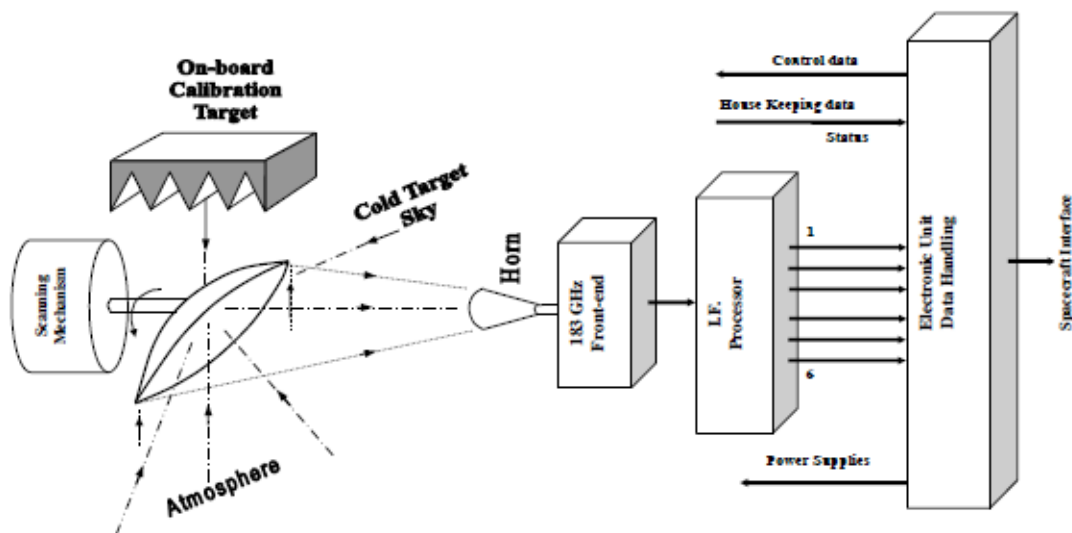 On-board
Calibration
Target
Control data
House Keeping data
Status
Cold Target
Sky
Scanning
Mechanism
Horn
183 GHz
Front-end
I.F.
Processor
1
6
Electronic Unit
Data Handling
Spacecraft Interface
Atmosphere
Power Supplies